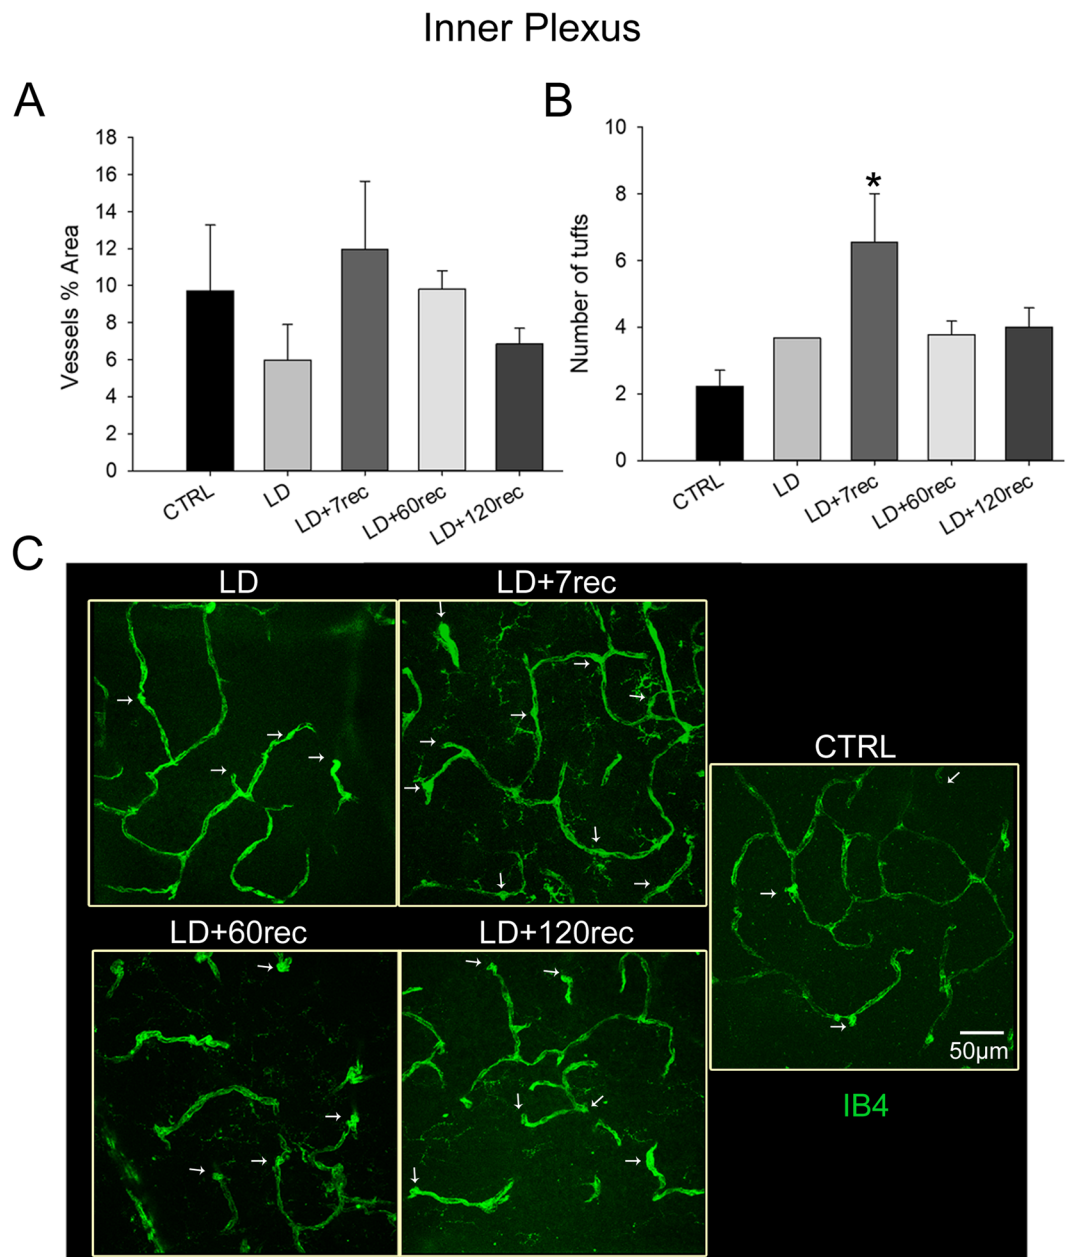 Inner Plexus
A
Vessels % Area
18
16
14
12
10
8
6
4
2
0
CTRL
LD
LD+7rec
LD+60rec
LD+120rec
B
Number of tufts
10
8
6
4
2
0
*
CTRL
LD
LD+7rec
LD+60rec
LD+120rec
C
LD
LD+7rec
CTRL
LD+60rec
LD+120rec
50µm
IB4